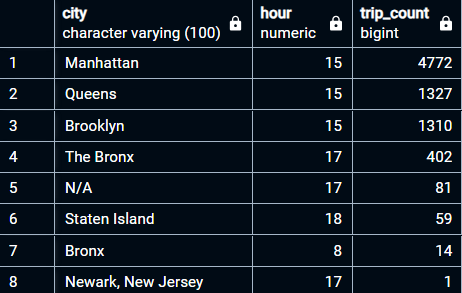 city hour trip_count
character varying (100) numeric bigint
1 Manhattan 15 4772
2 Queens 15 1327
3 Brooklyn 15 1310
4 The Bronx 17 402
5 N/A 17 81
6 Staten Island 18 59
7 Bronx 8 14
8 Newark, New Jersey 17 1